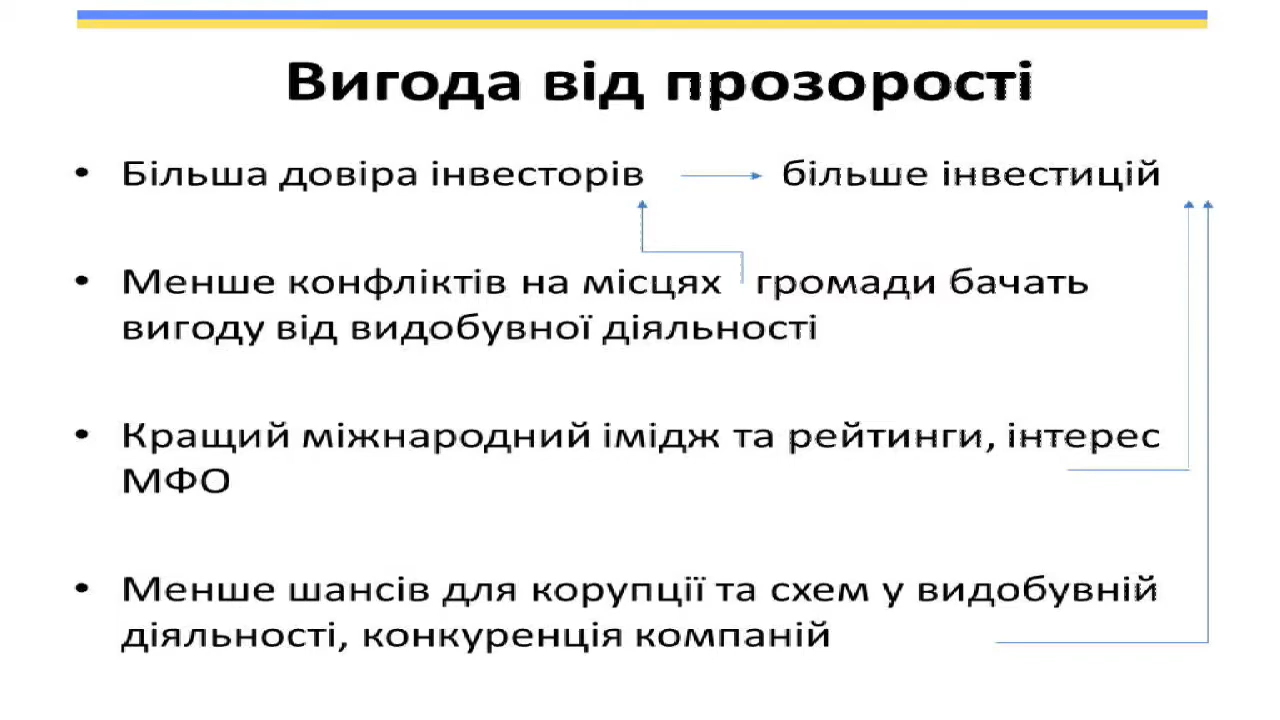 Вигода від прозорості
• Більша довіра інвесторів більше інвестицій
• Менше конфліктів на місцях громади бачать
вигоду від видобувної діяльності
• Кращий міжнародний імідж та рейтинги, інтерес
МФО
• Менше шансів для корупції та схем у видобувній
діяльності, конкуренція компаній